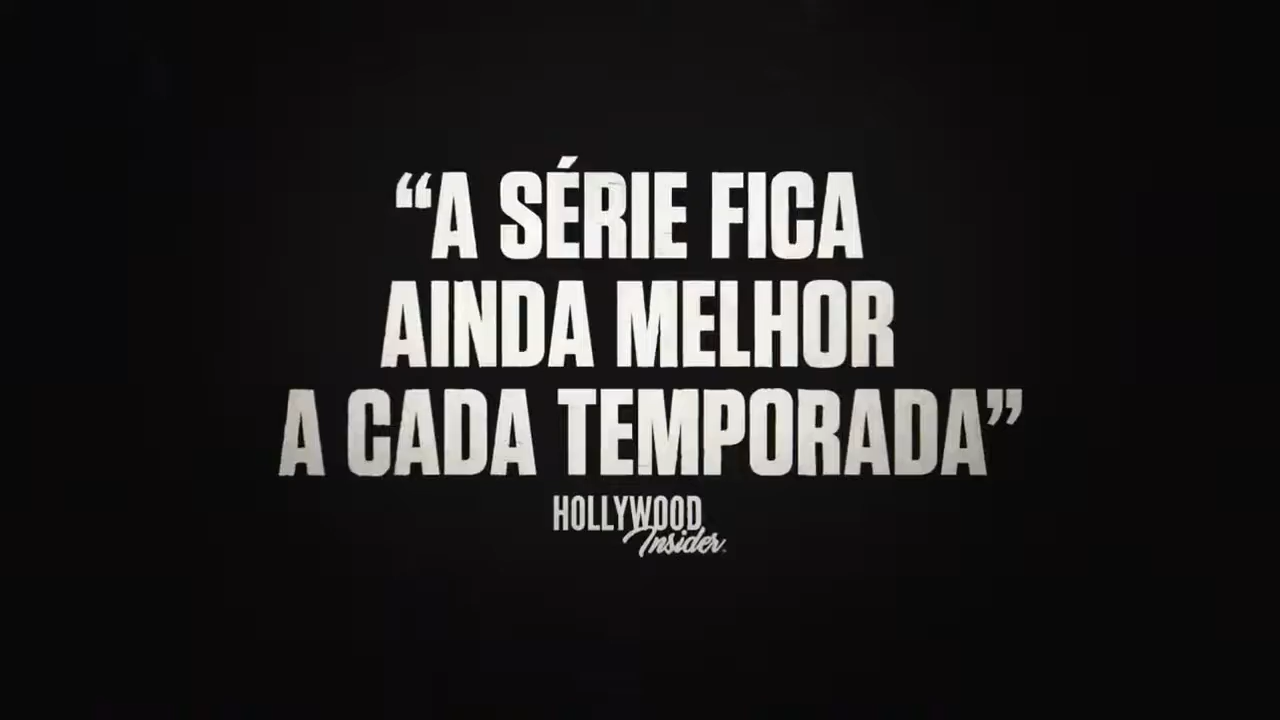 “A SÉRIE FICA
AINDA MELHOR
A CADA TEMPORADA”
HOLLYWOOD
Insider